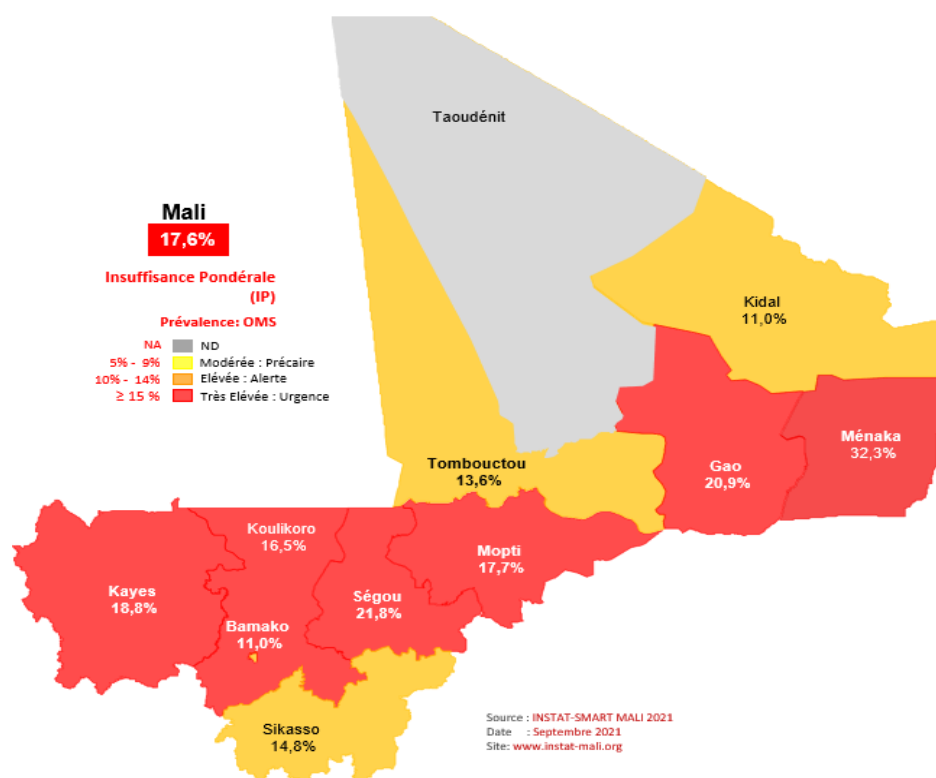 Taoudénit
Mali
17,6%
Insuffisance Pondérale
(IP)
Prévalence: OMS
NA ND
5% - 9% Modérée : Précaire
10% - 14% Elévée : Alerte
≥ 15 % Très Elévée : Urgence
Kidal
11,0%
Ménaka
32,3%
Gao
20,9%
Tombouctou
13,6%
Koulikoro
16,5%
Mopti
17,7%
Kayes
18,8%
Ségou
21,8%
Bamako
11,0%
Sikasso
14,8%
Source : INSTAT-SMART MALI 2021
Date : Septembre 2021
Site: www.instat-mali.org